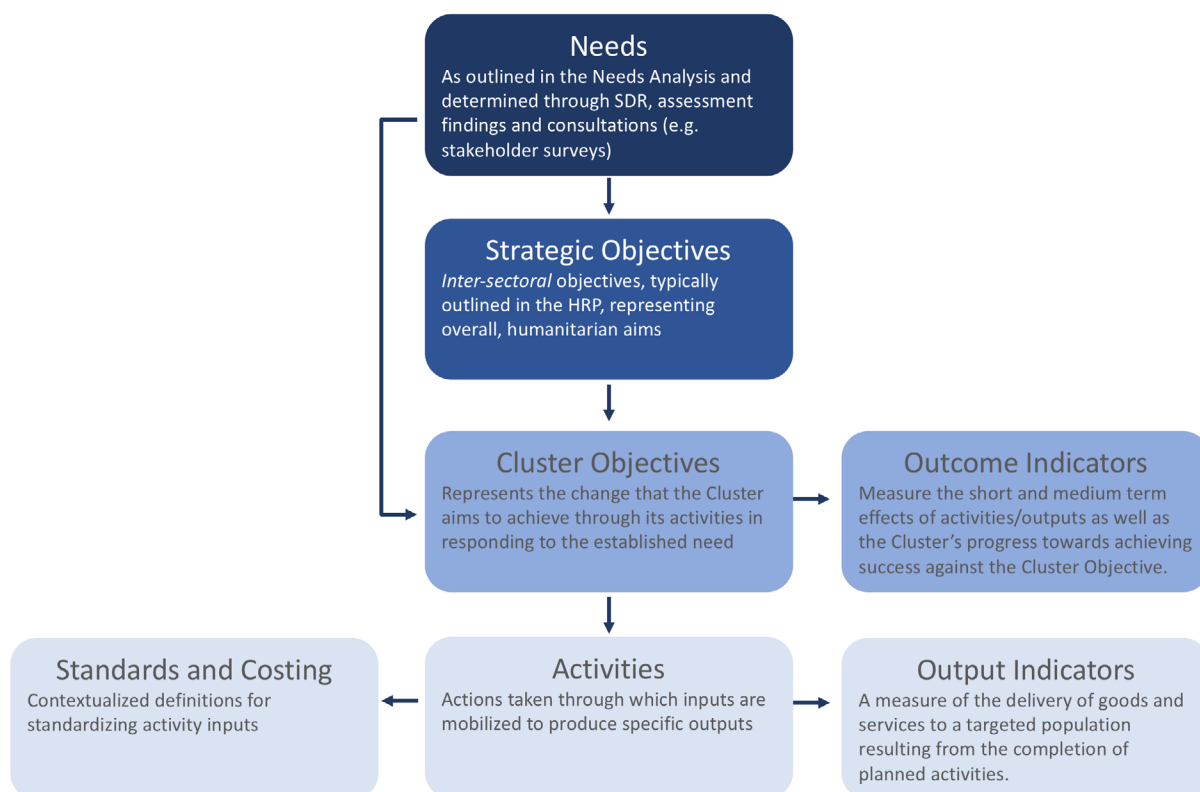 Needs
As outlined in the Needs Analysis and
determined through SDR, assessment
findings and consultations (e.g.
stakeholder surveys)
Strategic Objectives
Inter-sectoral objectives, typically
outlined in the HRP, representing
overall, humanitarian aims
Cluster Objectives
Represents the change that the Cluster
aims to achieve through its activities in
responding to the established need
Outcome Indicators
Measure the short and medium term
effects of activities/outputs as well as
the Cluster’s progress towards achieving
success against the Cluster Objective.
Standards and Costing
Contextualized definitions for
standardizing activity inputs
Activities
Actions taken through which inputs are
mobilized to produce specific outputs
Output Indicators
A measure of the delivery of goods and
services to a targeted population
resulting from the completion of
planned activities.